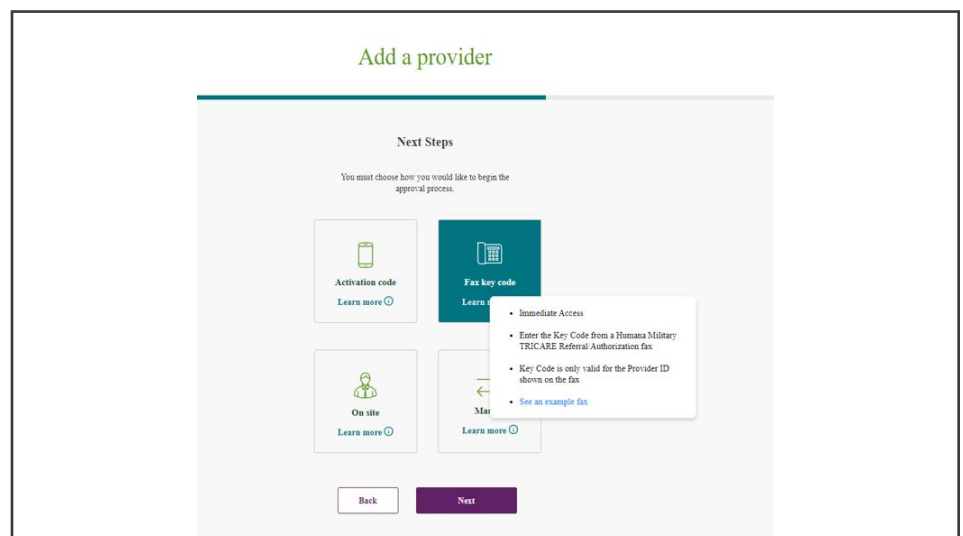 Add a provider
Next Steps
You must choose how you would like to begin the
approval process.
Activation code
Learn more
Fax key code
Learn
• Immediate Access
• Enter the Key Code from a Humana Military
TRICARE Referral/Authorization fax
• Key Code is only valid for the Provider ID
shown on the fax
• See an example fax
On site
Learn more
Ma
Learn more
Back
Next